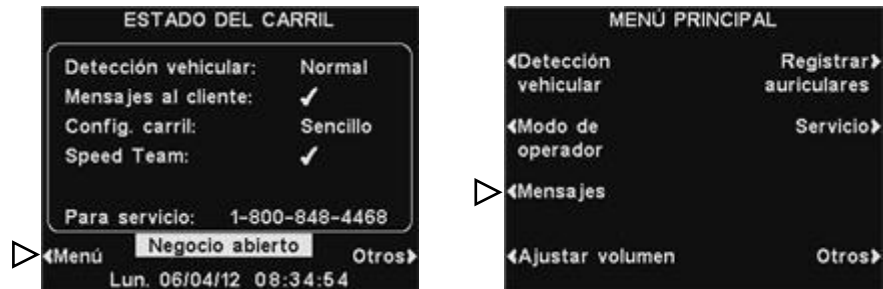 ESTADO DEL CARRIL
Detección vehicular: Normal
Mensajes al cliente: ✓
Config. carril: Sencillo
Speed Team: ✓
Para servicio: 1-800-848-4468
Negocio abierto
Menú Otros
Lun. 06/04/12 08:34:54
MENÚ PRINCIPAL
Detección vehicular
Registrar auriculares
Modo de operador
Servicio
Mensajes
Ajustar volumen
Otros